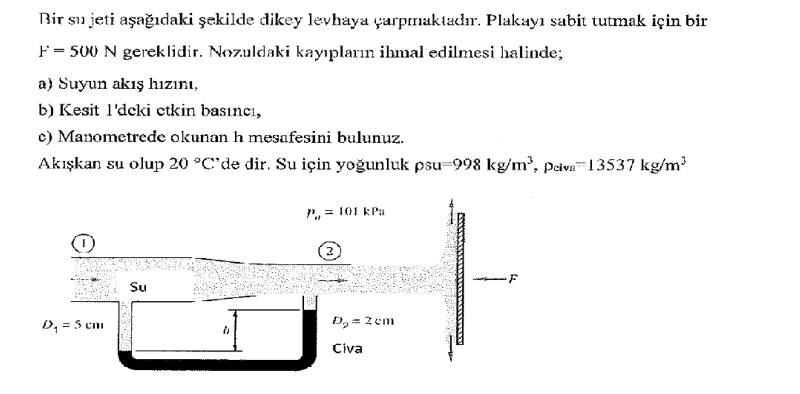 Bir su jeti aşağıdaki şekilde dikey levhaya çarpmaktadır. Plakayı sabit tutmak için bir
F = 500 N gereklidir. Nozuldaki kayıpların ihmal edilmesi halinde;
a) Suyun akış hızını,
b) Kesit 1'deki etkin basıncı,
c) Manometrede okunan h mesafesini bulunuz.
Akışkan su olup 20 °C'de dir. Su için yoğunluk ρsu=998 kg/m³, ρciva=13537 kg/m³
Pa = 101 kPa
1
2
Su
F
D₁ = 5 cm
h
D₂ = 2 cm
Civa